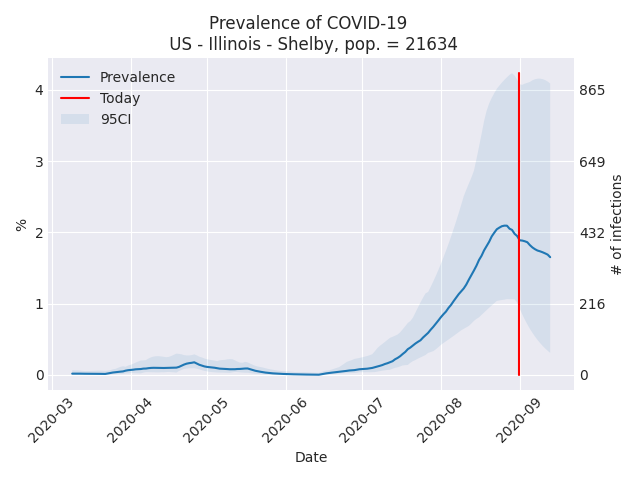 Prevalence of COVID-19
US - Illinois - Shelby, pop. = 21634
Prevalence
Today
95CI
4
3
2
1
0
%
865
649
432
216
0
# of infections
2020-03
2020-04
2020-05
2020-06
2020-07
2020-08
2020-09
Date